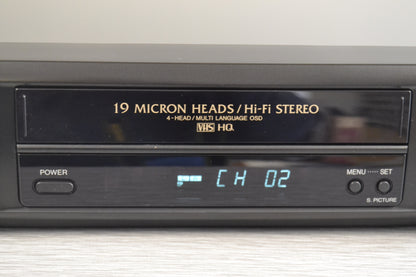 19 MICRON HEADS/Hi-Fi STEREO
4-HEAD/MULTI LANGUAGE OSD
VHS HQ
POWER
CH 02
MENU SET
S. PICTURE